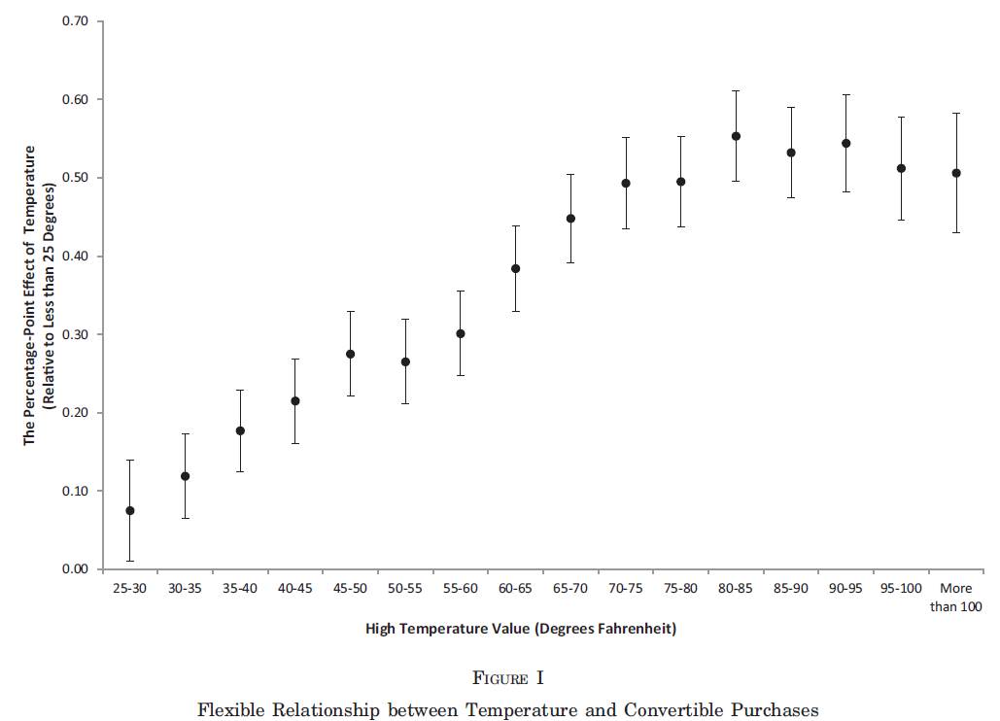 The Percentage-Point Effect of Temperature
(Relative to Less than 25 Degrees)
0.70
0.60
0.50
0.40
0.30
0.20
0.10
0.00
25-30 30-35 35-40 40-45 45-50 50-55 55-60 60-65 65-70 70-75 75-80 80-85 85-90 90-95 95-100 More
than 100
High Temperature Value (Degrees Fahrenheit)
FIGURE I
Flexible Relationship between Temperature and Convertible Purchases